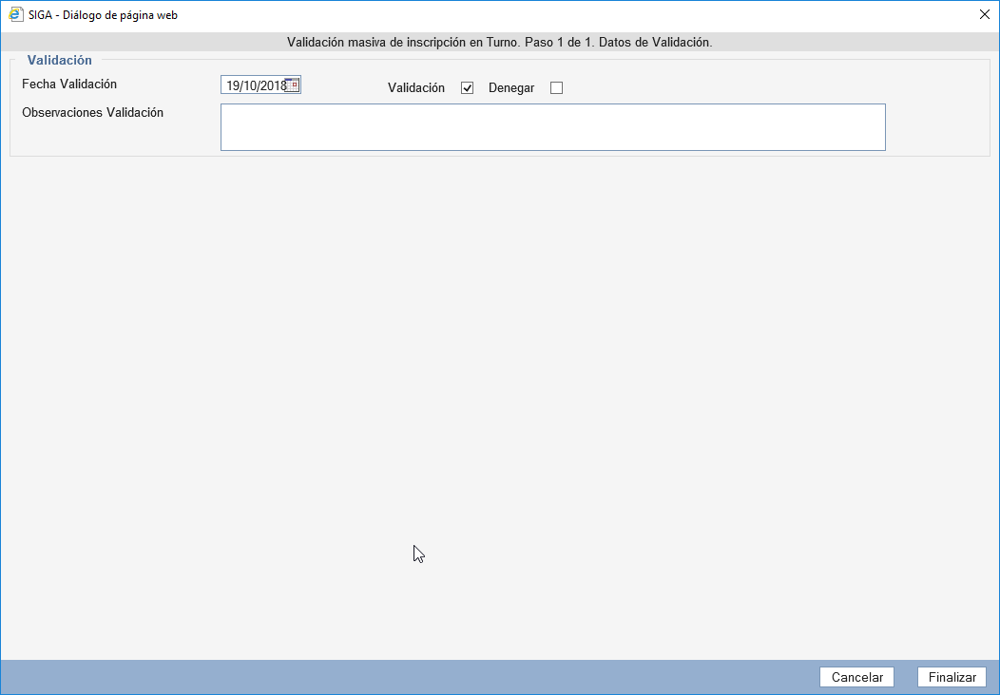 SIGA - Diálogo de página web
Validación masiva de inscripción en Turno. Paso 1 de 1. Datos de Validación.
Validación
Fecha Validación 19/10/2018 Validación Denegar
Observaciones Validación
Cancelar Finalizar